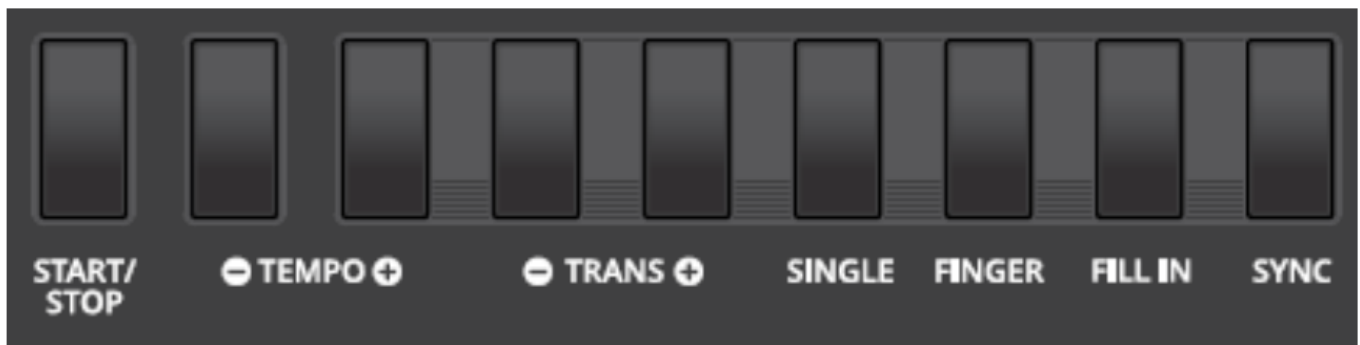 START/
STOP
⊖ TEMPO ⊕
⊖ TRANS ⊕
SINGLE
FINGER
FILL IN
SYNC